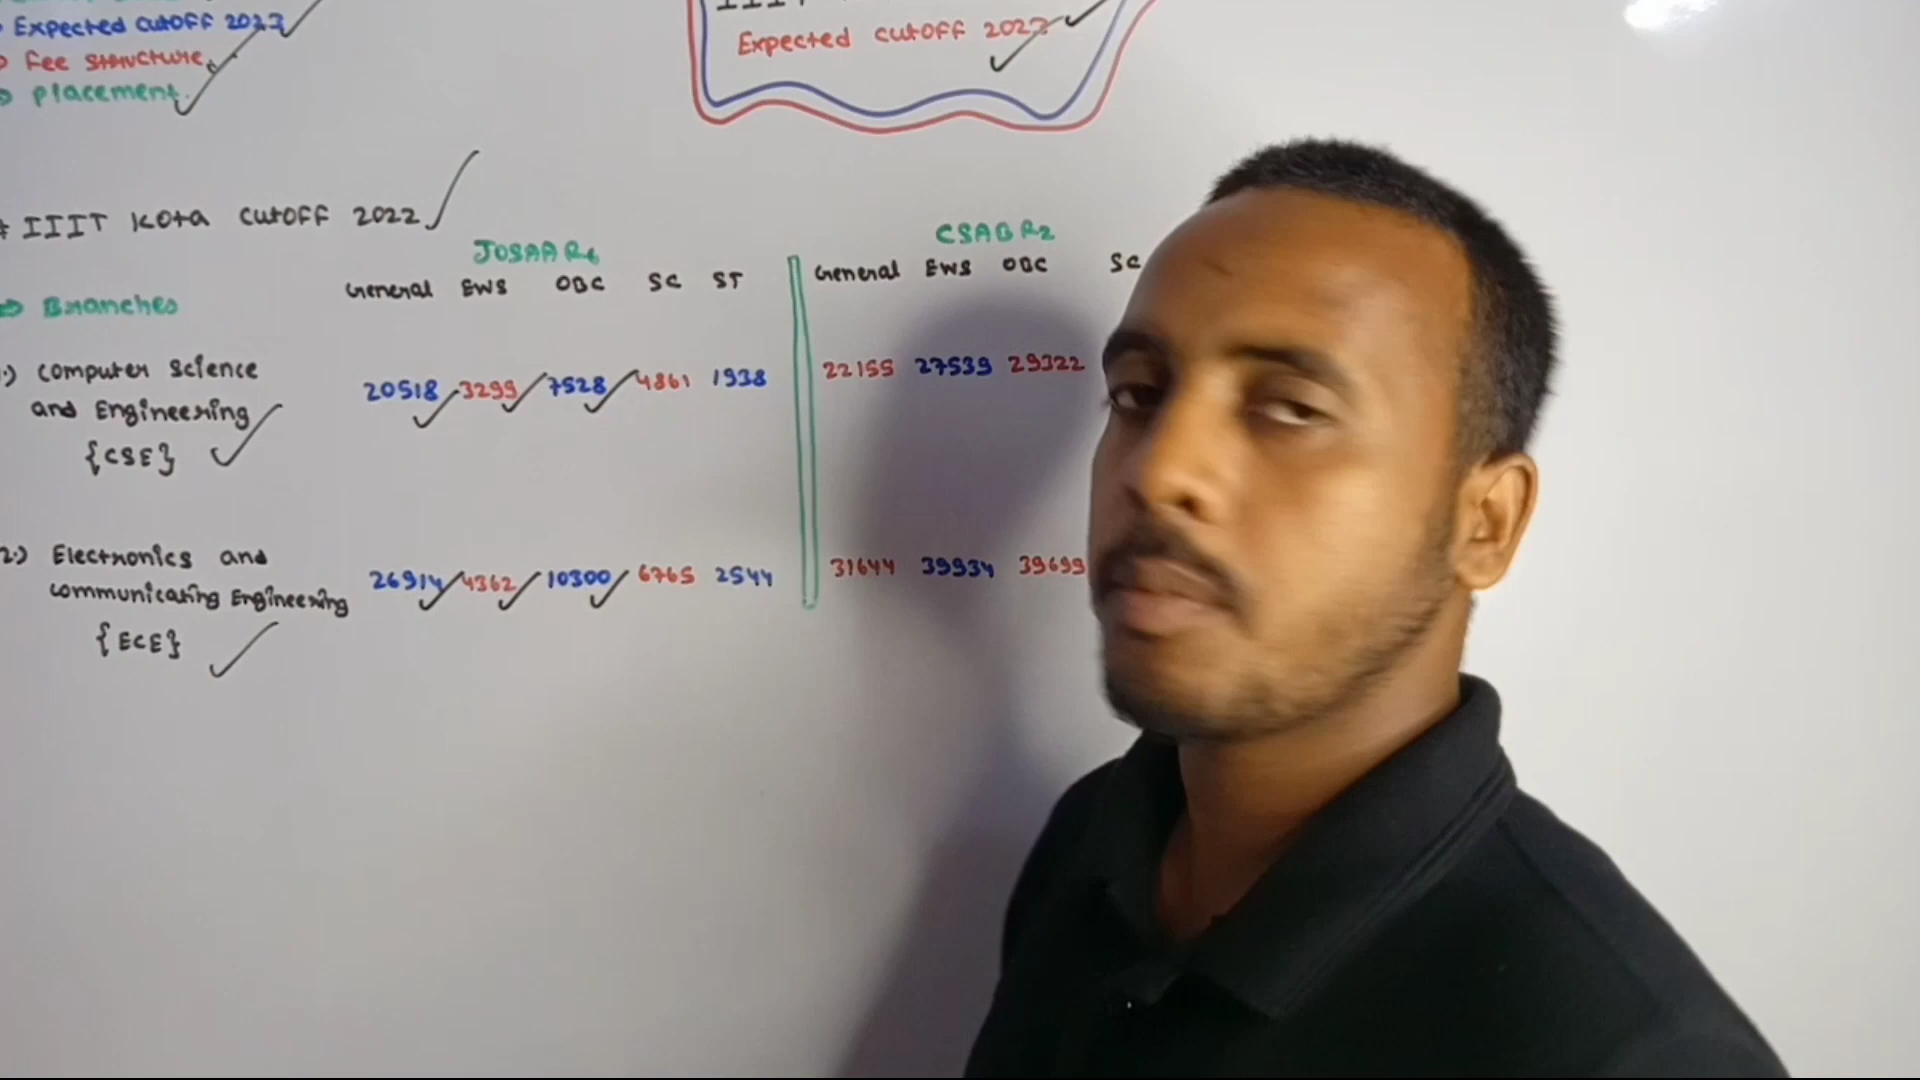 Expected cutoff 2023
Fee structure
Placement
IIIT
Expected cutoff 2023
# IIIT Kota cutoff 2022
JOSAA R6
CSAB R2
General EWS OBC SC ST
General EWS OBC SC
⇒ Branches
1.) Computer Science
and Engineering
{CSE}
20518 3299 7528 4861 1938
22155 27539 29322
2.) Electronics and
communicating Engineering
{ECE}
26914 4362 10300 6765 2544
31644 39934 39699